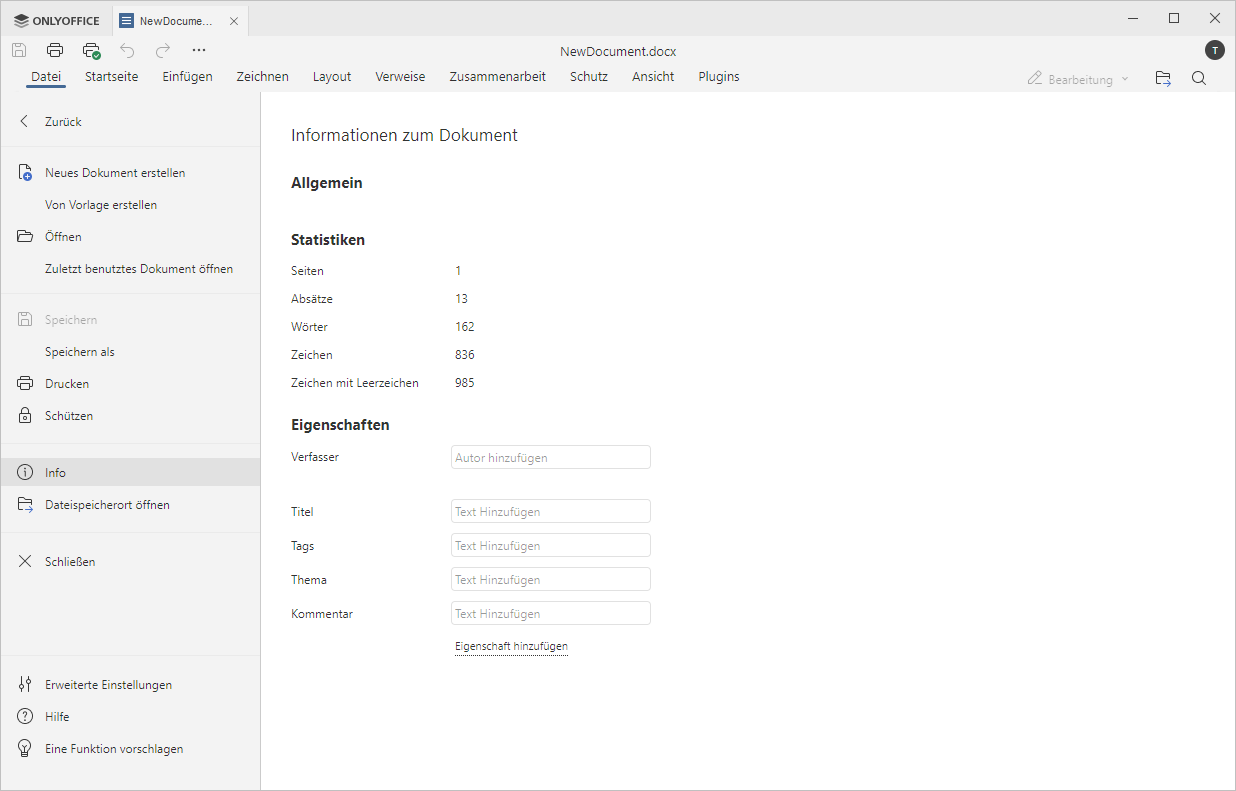 ONLYOFFICE
NewDocume...
NewDocument.docx
T
Datei
Startseite
Einfügen
Zeichnen
Layout
Verweise
Zusammenarbeit
Schutz
Ansicht
Plugins
Bearbeitung
Zurück
Neues Dokument erstellen
Von Vorlage erstellen
Öffnen
Zuletzt benutztes Dokument öffnen
Speichern
Speichern als
Drucken
Schützen
Info
Dateispeicherort öffnen
Schließen
Erweiterte Einstellungen
Hilfe
Eine Funktion vorschlagen
Informationen zum Dokument
Allgemein
Statistiken
Seiten 1
Absätze 13
Wörter 162
Zeichen 836
Zeichen mit Leerzeichen 985
Eigenschaften
Verfasser Autor hinzufügen
Titel Text Hinzufügen
Tags Text Hinzufügen
Thema Text Hinzufügen
Kommentar Text Hinzufügen
Eigenschaft hinzufügen